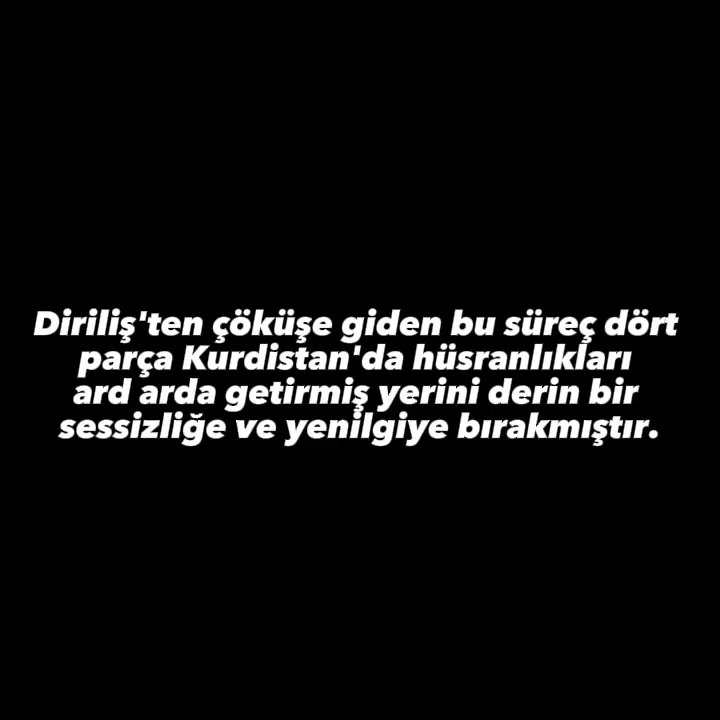 Diriliş'ten çöküşe giden bu süreç dört
parça Kurdistan'da hüsranlıkları
ard arda getirmiş yerini derin bir
sessizliğe ve yenilgiye bırakmıştır.